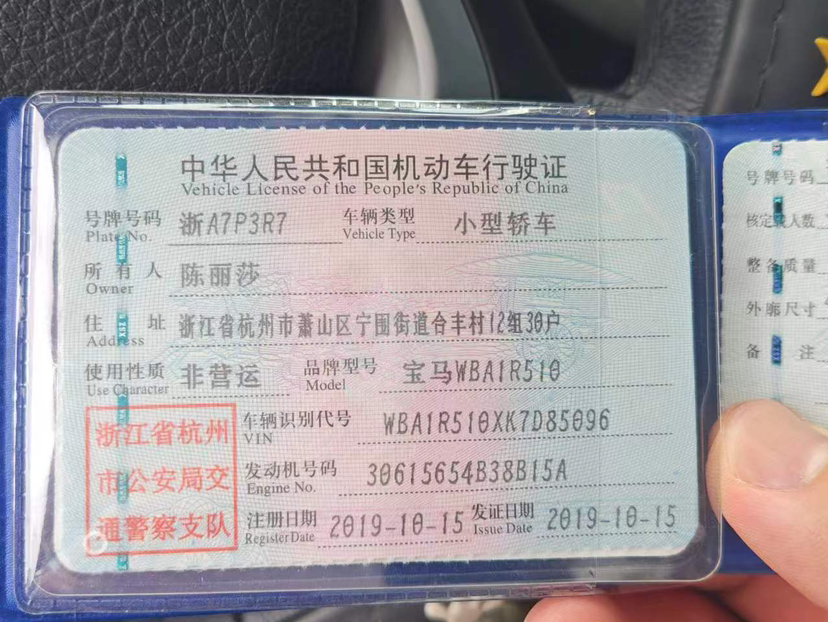 中华人民共和国机动车行驶证
Vehicle License of the People's Republic of China
号牌号码 浙A7P3R7 车辆类型 小型轿车
Plate No. Vehicle Type
所有人 陈丽莎
Owner
住址 浙江省杭州市萧山区宁围街道合丰村12组30户
Address
使用性质 非营运 品牌型号 宝马WBA1R510
Use Character Model
车辆识别代号 WBA1R510XK7D85096
VIN
发动机号码 30615654B38B15A
Engine No.
注册日期 2019-10-15 发证日期 2019-10-15
Register Date Issue Date
浙江省杭州
市公安局交
通警察支队
号牌号码
核定载人数
整备质量
外廓尺寸
备注